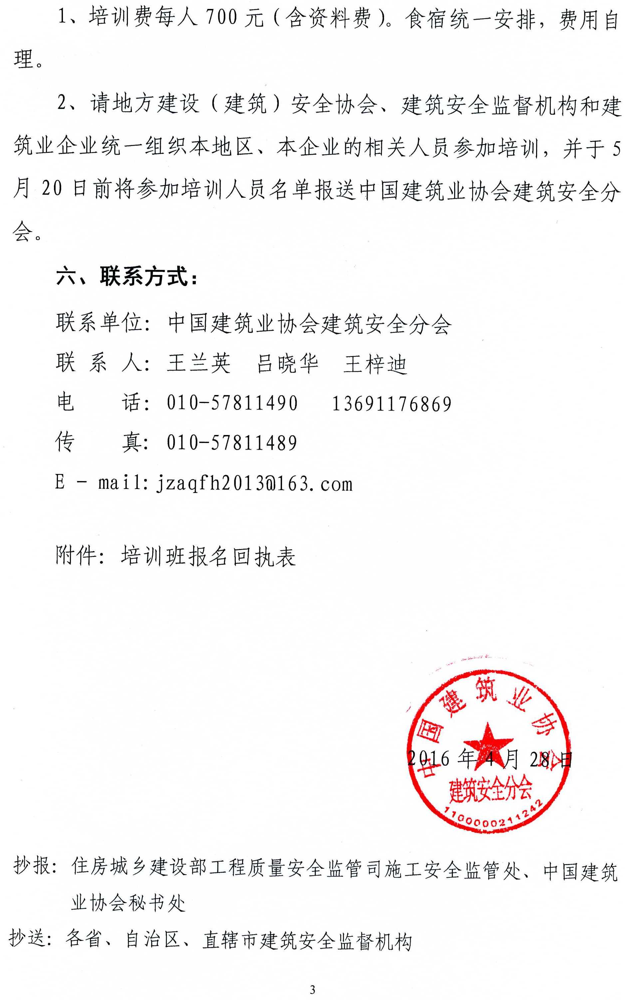 1、培训费每人 700 元（含资料费）。食宿统一安排，费用自
理。
2、请地方建设（建筑）安全协会、建筑安全监督机构和建
筑业企业统一组织本地区、本企业的相关人员参加培训，并于 5
月 20 日前将参加培训人员名单报送中国建筑业协会建筑安全分
会。
六、联系方式：
联系单位：中国建筑业协会建筑安全分会
联 系 人：王兰英 吕晓华 王梓迪
电 话：010-57811490 13691176869
传 真：010-57811489
E - mail: jzaqfh2013@163.com
附件：培训班报名回执表
中国建筑业协会
2016 年 4 月 28 日
建筑安全分会
1100000211242
抄报：住房城乡建设部工程质量安全监管司施工安全监管处、中国建筑
业协会秘书处
抄送：各省、自治区、直辖市建筑安全监督机构
3